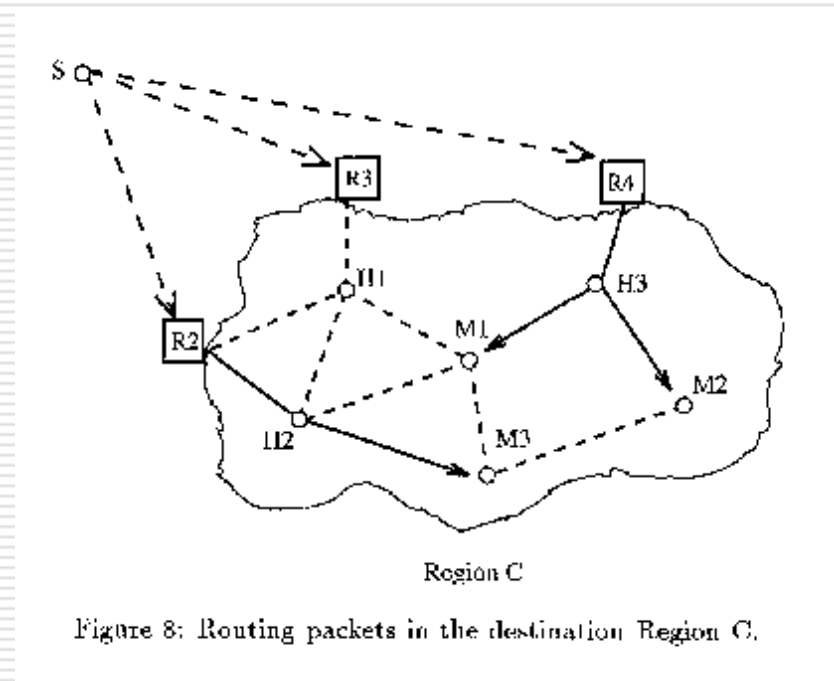 S
R3
R4
H1
H3
M1
R2
M2
H2
M3
Region C
Figure 8: Routing packets in the destination Region C.